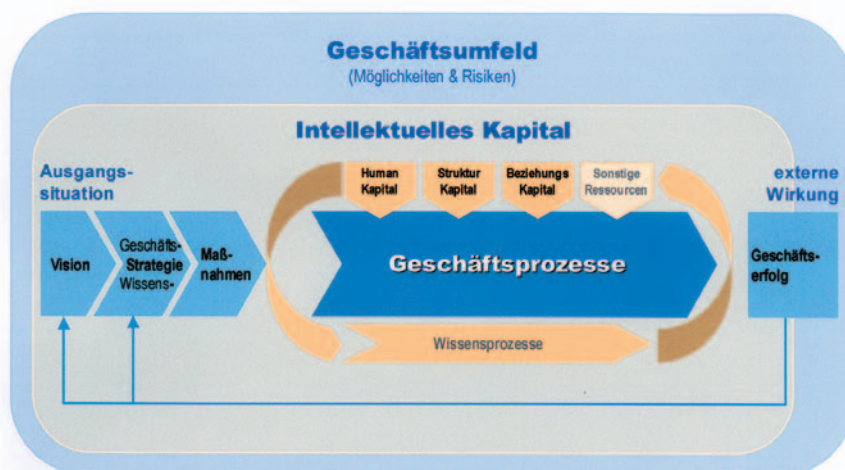 Geschäftsumfeld
(Möglichkeiten & Risiken)
Intellektuelles Kapital
Ausgangs-
situation
externe
Wirkung
Human
Kapital
Struktur
Kapital
Beziehungs
Kapital
Sonstige
Ressourcen
Vision
Geschäfts-
Strategie
Wissens-
Maß-
nahmen
Geschäftsprozesse
Geschäfts-
erfolg
Wissensprozesse